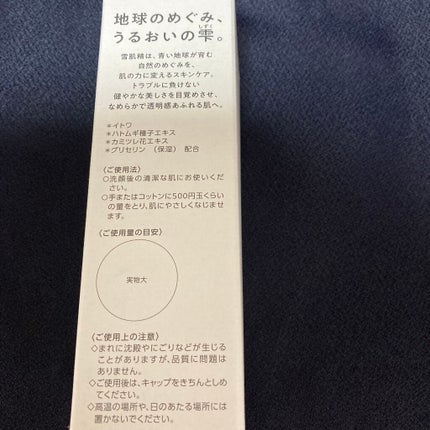 地球のめぐみ、
うるおいの雫。
しずく
雪肌精は、青い地球が育む
自然のめぐみを、
肌の力に変えるスキンケア。
トラブルに負けない
健やかな美しさを目覚めさせ、
なめらかで透明感あふれる肌へ。
＊イトワ
＊ハトムギ種子エキス
＊カミツレ花エキス
＊グリセリン （保湿） 配合
〈ご使用法〉
○洗顔後の清潔な肌にお使いくだ
さい。
○手またはコットンに500円玉くらい
の量をとり、肌にやさしくなじませ
ます。
〈ご使用量の目安〉
実物大
〈ご使用上の注意〉
◇まれに沈殿やにごりなどが生じる
ことがありますが、品質に問題は
ありません。
◇ご使用後は、キャップをきちんとしめ
てください。
◇高温の場所や、日のあたる場所には
置かないでください。